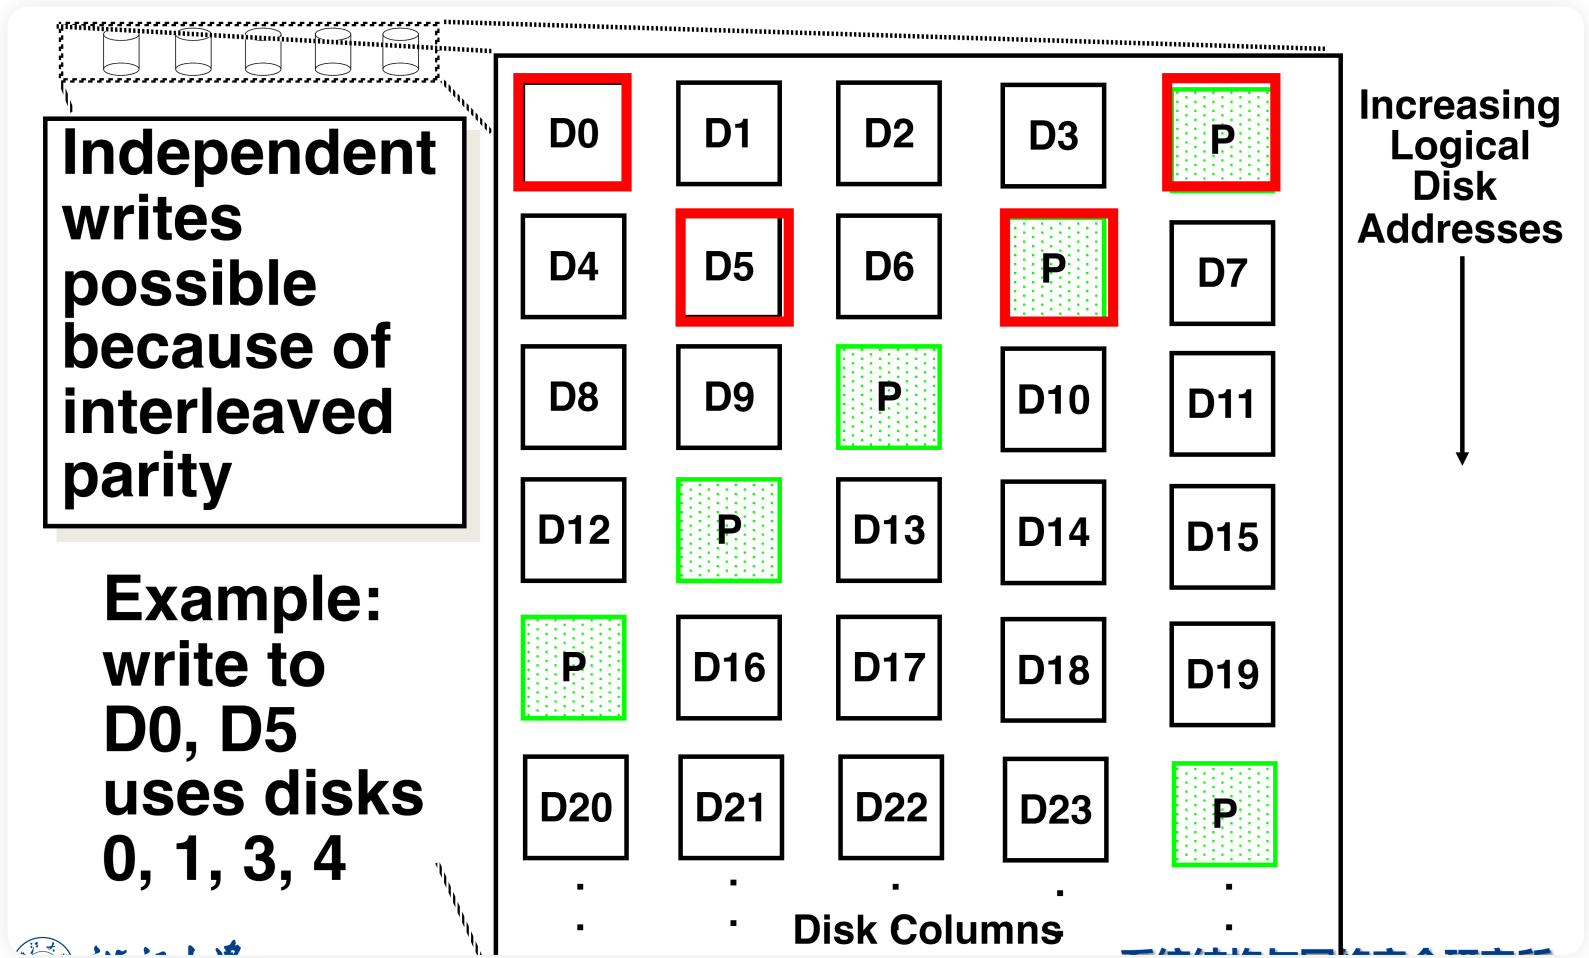 Independent
writes
possible
because of
interleaved
parity
Example:
write to
D0, D5
uses disks
0, 1, 3, 4
D0 D1 D2 D3 P
D4 D5 D6 P D7
D8 D9 P D10 D11
D12 P D13 D14 D15
P D16 D17 D18 D19
D20 D21 D22 D23 P
Disk Columns
Increasing
Logical
Disk
Addresses